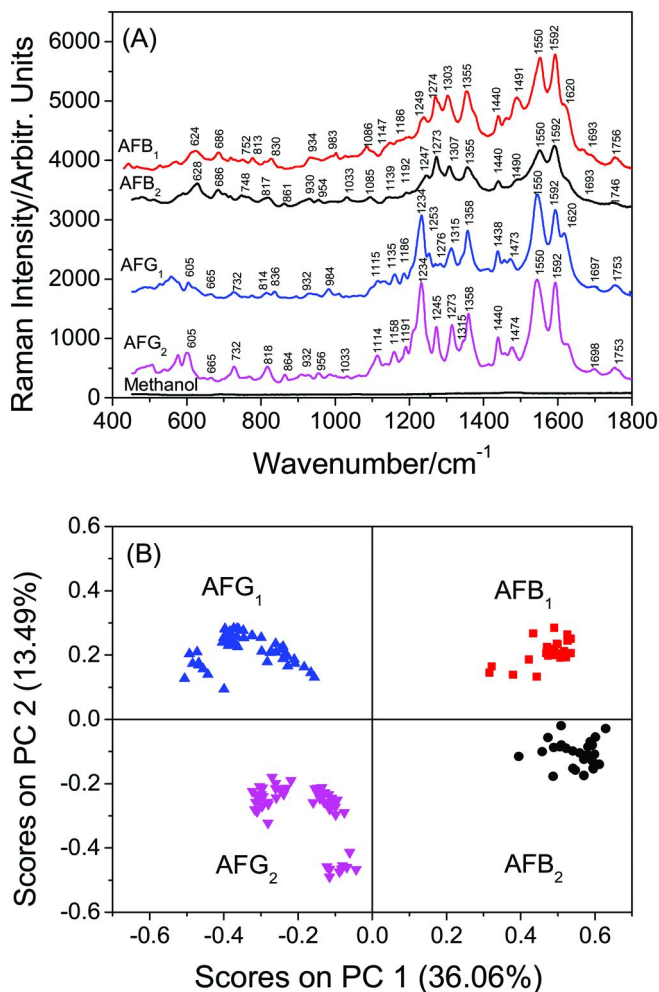 (A)
Raman Intensity/Arbitr. Units
6000
5000
4000
3000
2000
1000
0
AFB1
624 686 752 813 830 934 983 1086 1147 1186 1249 1274 1303 1355 1440 1491 1550 1592 1620 1693 1756
AFB2
628 686 748 817 861 930 954 1033 1085 1139 1192 1247 1273 1307 1355 1440 1490 1550 1592 1693 1746
AFG1
605 665 732 814 836 932 984 1115 1135 1186 1234 1253 1276 1315 1358 1438 1473 1550 1592 1620 1697 1753
AFG2
605 665 732 818 864 932 956 1033 1114 1158 1191 1234 1245 1273 1315 1358 1440 1474 1550 1592 1698 1753
Methanol
400 600 800 1000 1200 1400 1600 1800
Wavenumber/cm-1
(B)
Scores on PC 2 (13.49%)
0.6
0.4
0.2
0.0
-0.2
-0.4
-0.6
AFG1
AFB1
AFG2
AFB2
-0.6 -0.4 -0.2 0.0 0.2 0.4 0.6
Scores on PC 1 (36.06%)